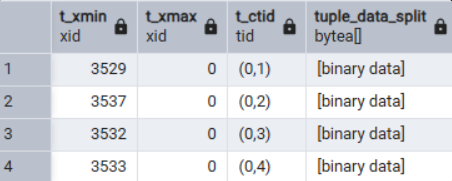 t_xmin t_xmax t_ctid tuple_data_split
xid xid tid bytea[]
1 3529 0 (0,1) [binary data]
2 3537 0 (0,2) [binary data]
3 3532 0 (0,3) [binary data]
4 3533 0 (0,4) [binary data]